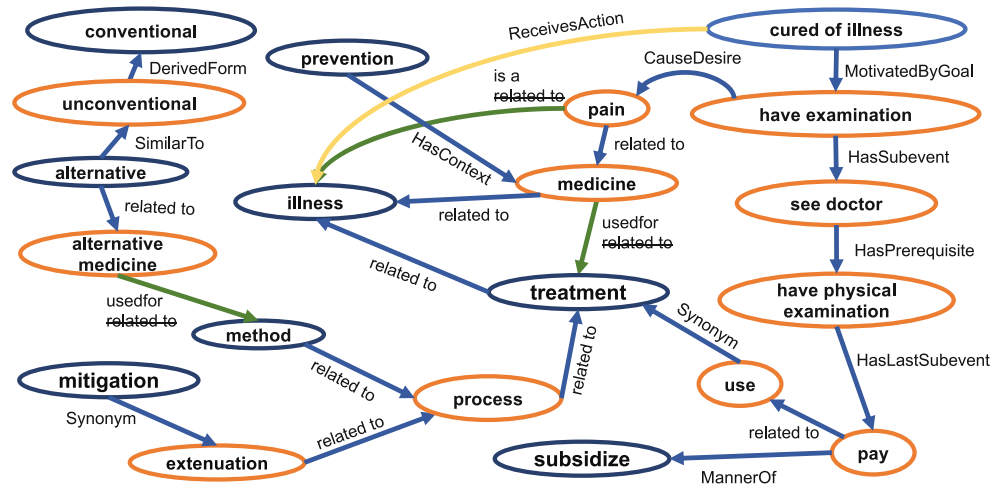 conventional
ReceivesAction
cured of illness
DerivedForm
prevention
CauseDesire
MotivatedByGoal
is a
related to
unconventional
pain
have examination
SimilarTo
related to
HasSubevent
alternative
HasContext
medicine
related to
illness
related to
see doctor
alternative
medicine
usedfor
related to
HasPrerequisite
related to
usedfor
related to
treatment
have physical
examination
method
Synonym
mitigation
related to
related to
HasLastSubevent
Synonym
process
use
related to
related to
extenuation
subsidize
MannerOf
pay